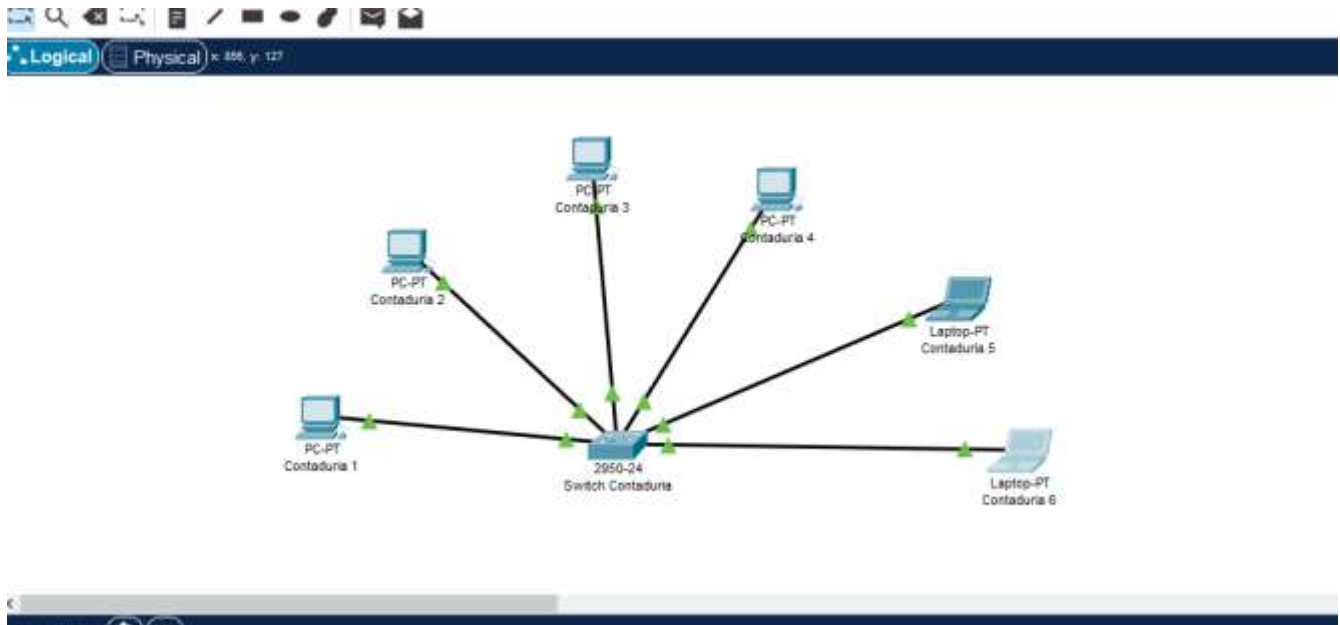 Logical Physical x: 856, y: 127
PC-PT
Contaduria 3
PC-PT
Contaduria 4
PC-PT
Contaduria 2
Laptop-PT
Contaduria 5
PC-PT
Contaduria 1
2950-24
Switch Contaduria
Laptop-PT
Contaduria 6